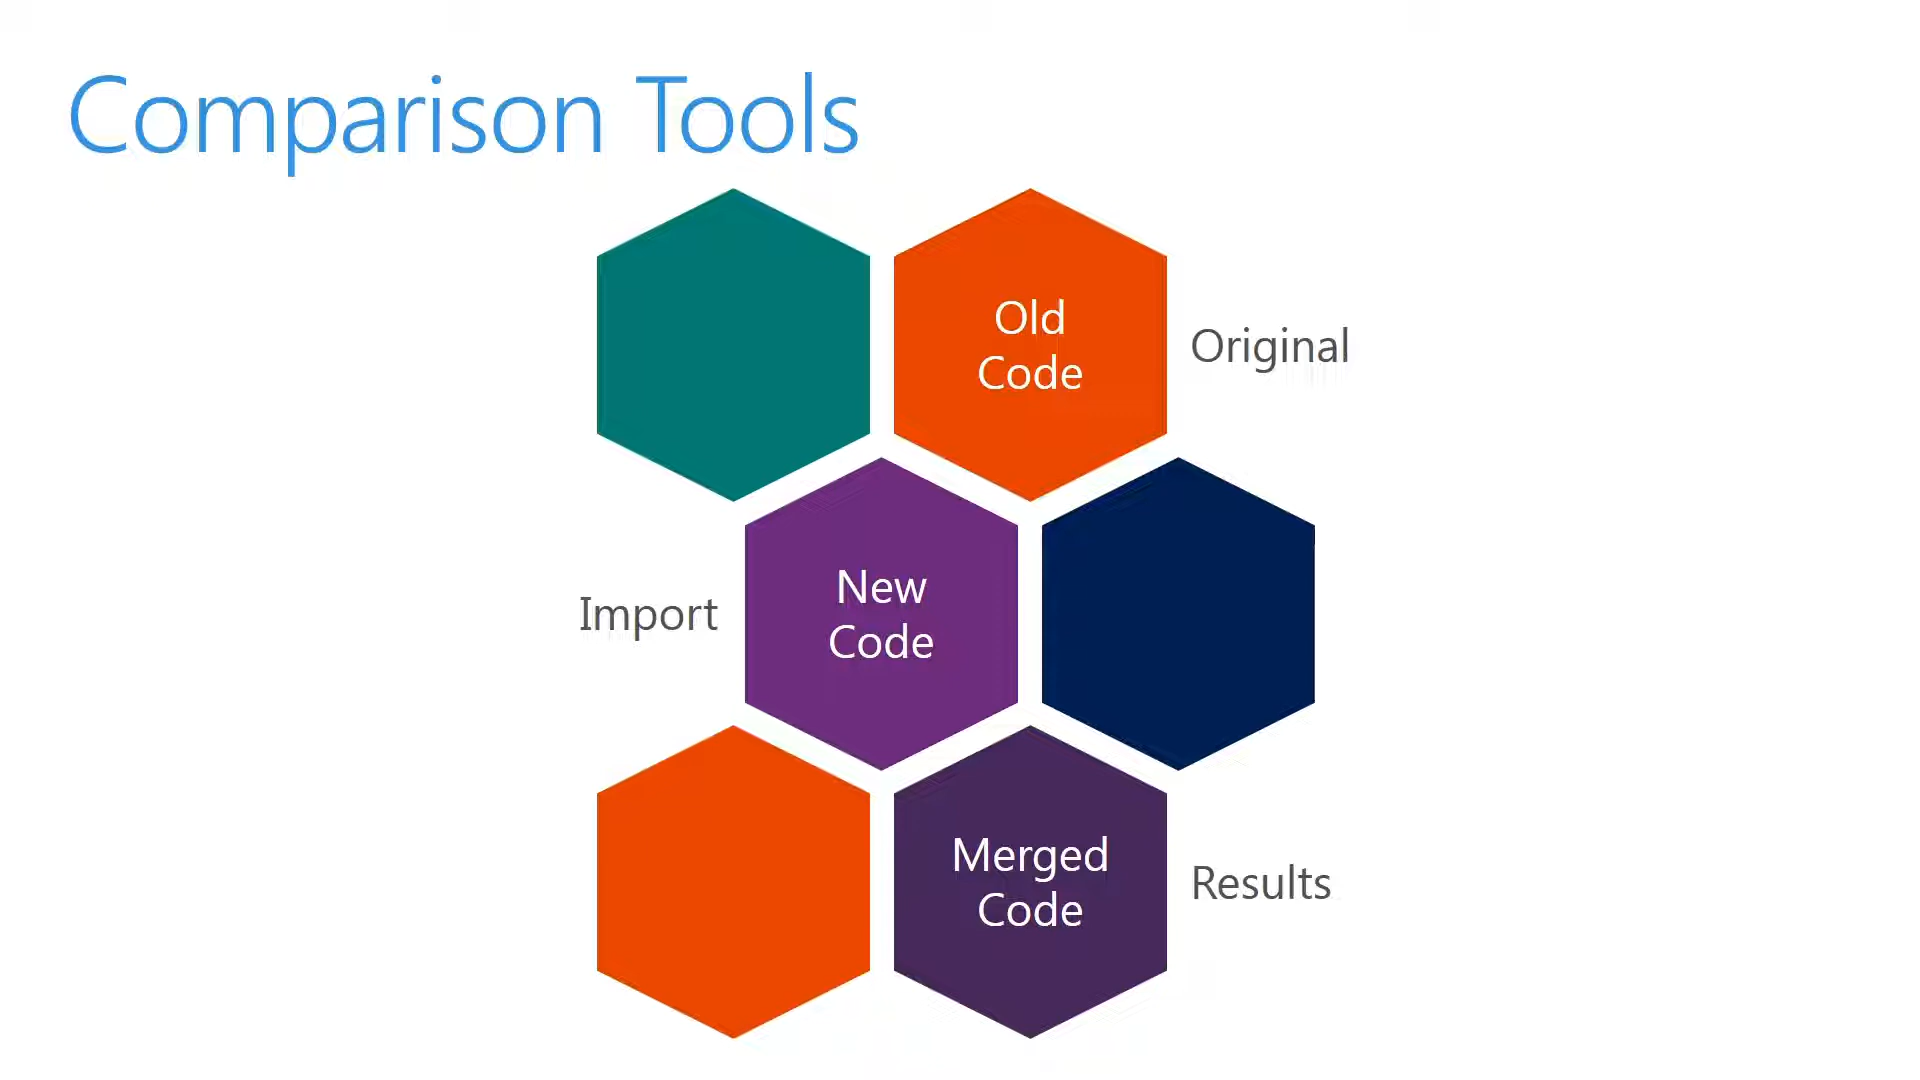 Comparison Tools
Old
Code
Original
Import
New
Code
Merged
Code
Results